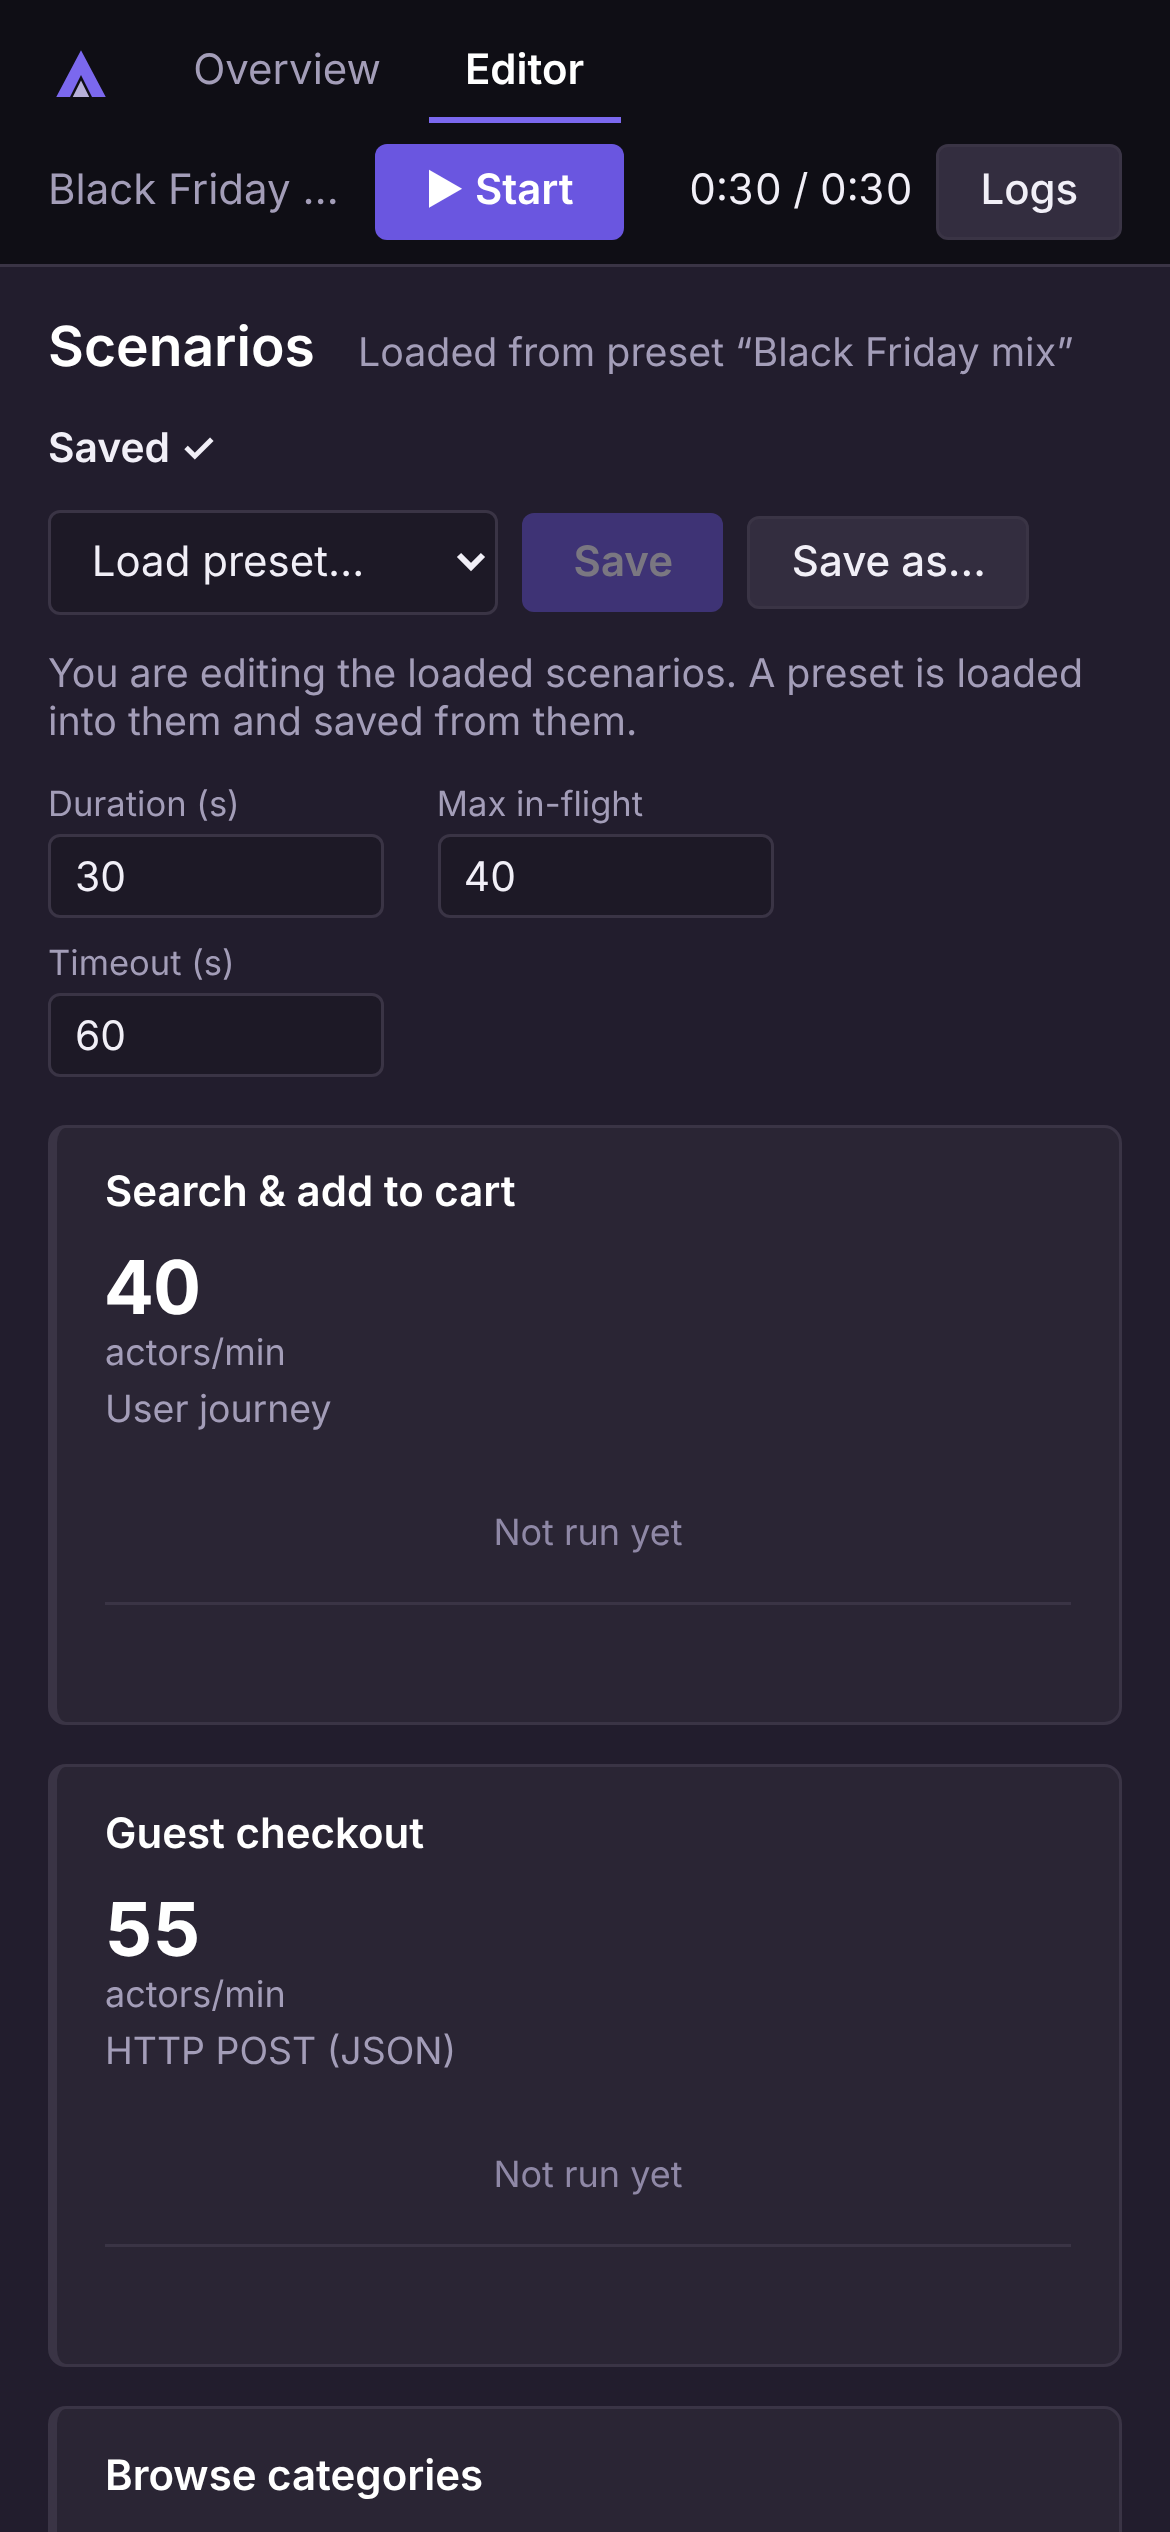 Overview Editor
Black Friday ... ▶ Start 0:30 / 0:30 Logs
Scenarios Loaded from preset “Black Friday mix”
Saved ✓
Load preset... Save Save as...
You are editing the loaded scenarios. A preset is loaded
into them and saved from them.
Duration (s) Max in-flight
30 40
Timeout (s)
60
Search & add to cart
40
actors/min
User journey
Not run yet
Guest checkout
55
actors/min
HTTP POST (JSON)
Not run yet
Browse categories